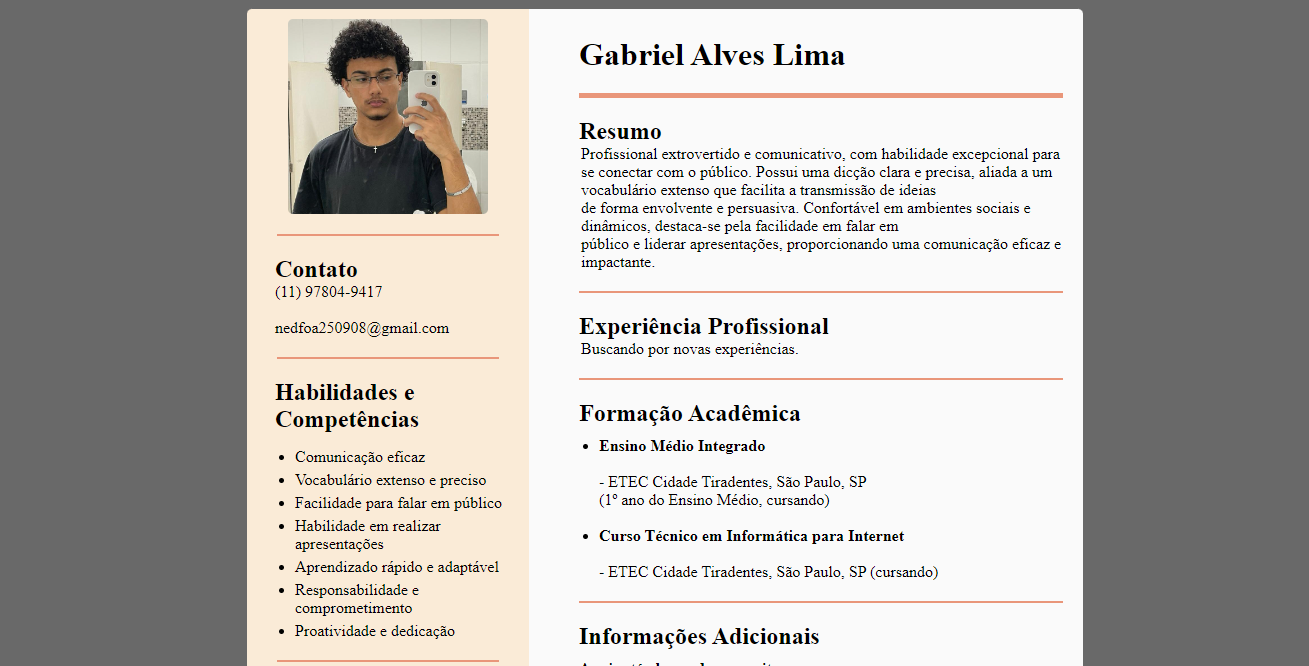 Contato
(11) 97804-9417
nedfoa250908@gmail.com
Habilidades e
Competências
• Comunicação eficaz
• Vocabulário extenso e preciso
• Facilidade para falar em público
• Habilidade em realizar
apresentações
• Aprendizado rápido e adaptável
• Responsabilidade e
comprometimento
• Proatividade e dedicação
Gabriel Alves Lima
Resumo
Profissional extrovertido e comunicativo, com habilidade excepcional para
se conectar com o público. Possui uma dicção clara e precisa, aliada a um
vocabulário extenso que facilita a transmissão de ideias
de forma envolvente e persuasiva. Confortável em ambientes sociais e
dinâmicos, destaca-se pela facilidade em falar em
público e liderar apresentações, proporcionando uma comunicação eficaz e
impactante.
Experiência Profissional
Buscando por novas experiências.
Formação Acadêmica
• Ensino Médio Integrado
- ETEC Cidade Tiradentes, São Paulo, SP
(1º ano do Ensino Médio, cursando)
• Curso Técnico em Informática para Internet
- ETEC Cidade Tiradentes, São Paulo, SP (cursando)
Informações Adicionais